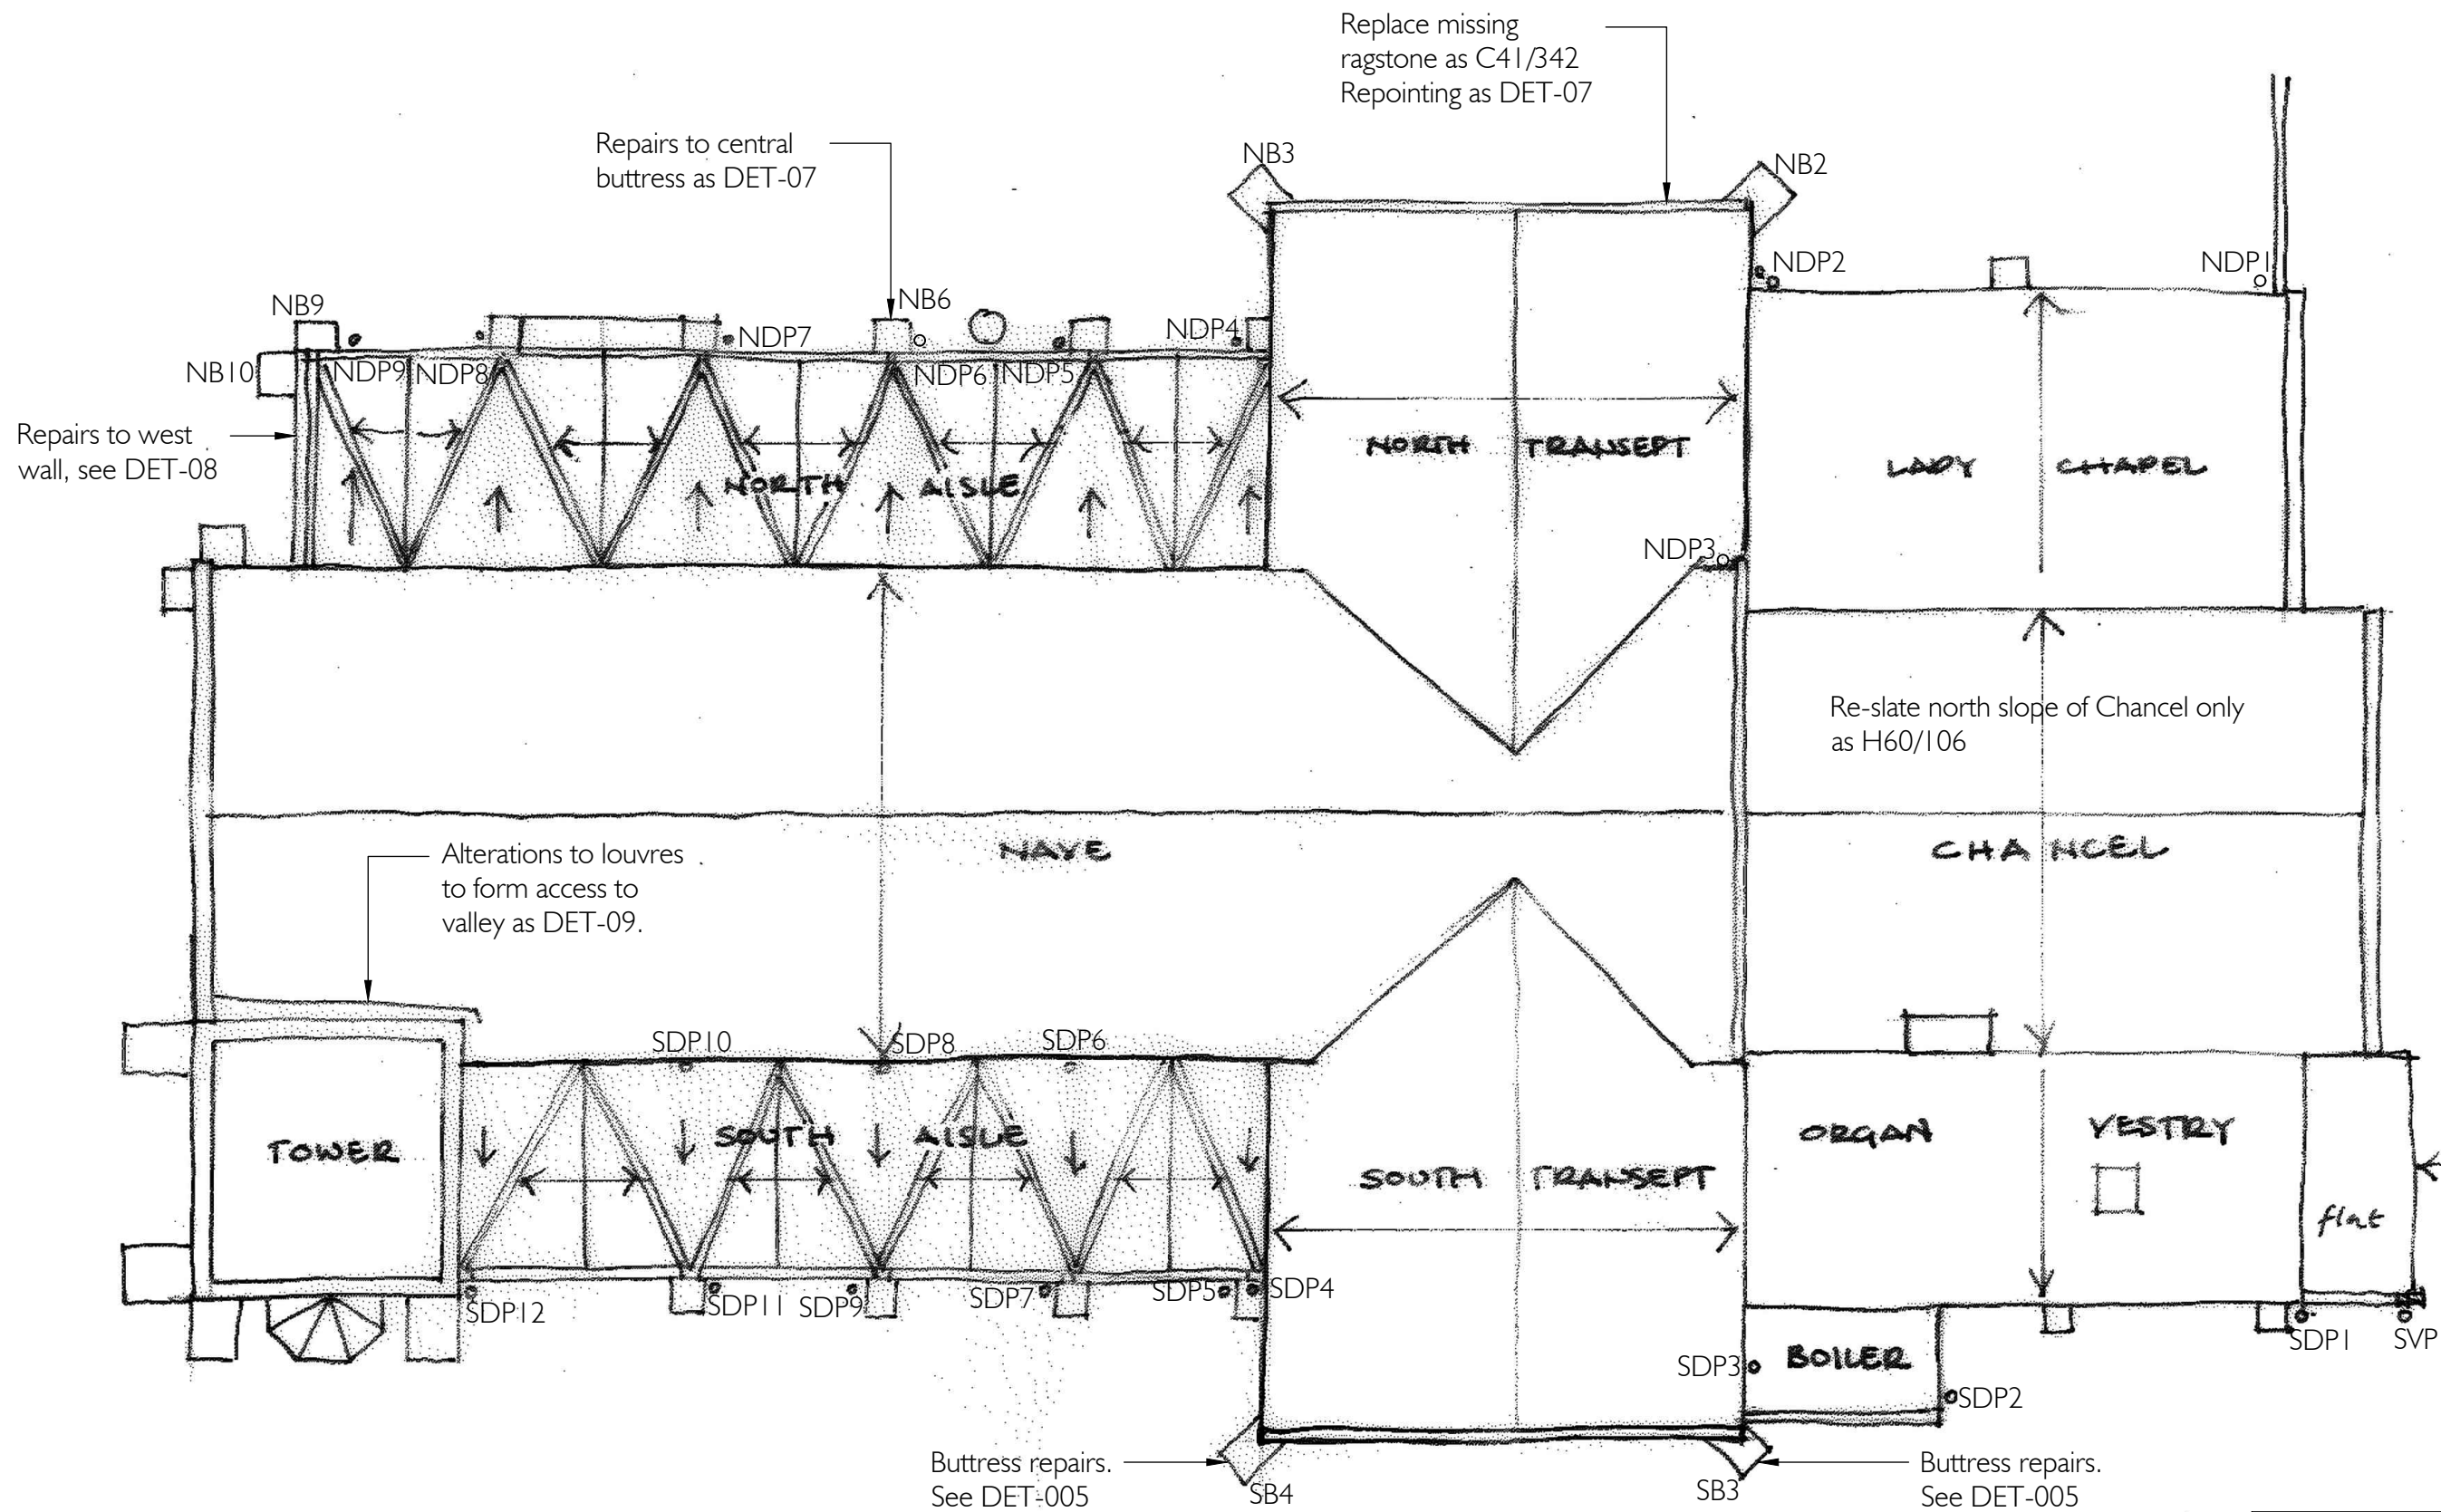 Replace missing
ragstone as C41/342
Repointing as DET-07
Repairs to central
buttress as DET-07
NB3
NB2
NDP2
NDP1
NB9
NB6
NDP7
NDP4
NB10
NDP9
NDP8
NDP6
NDP5
Repairs to west
wall, see DET-08
NORTH AISLE
NORTH TRANSEPT
LADY CHAPEL
NDP3
Re-slate north slope of Chancel only
as H60/106
NAVE
CHANCEL
Alterations to louvres
to form access to
valley as DET-09.
SDP10
SDP8
SDP6
TOWER
SOUTH AISLE
SOUTH TRANSEPT
ORGAN
VESTRY
flat
SDP12
SDP11
SDP9
SDP7
SDP5
SDP4
SDP3
BOILER
SDP2
SDP1
SVP
Buttress repairs.
See DET-005
SB4
SB3
Buttress repairs.
See DET-005